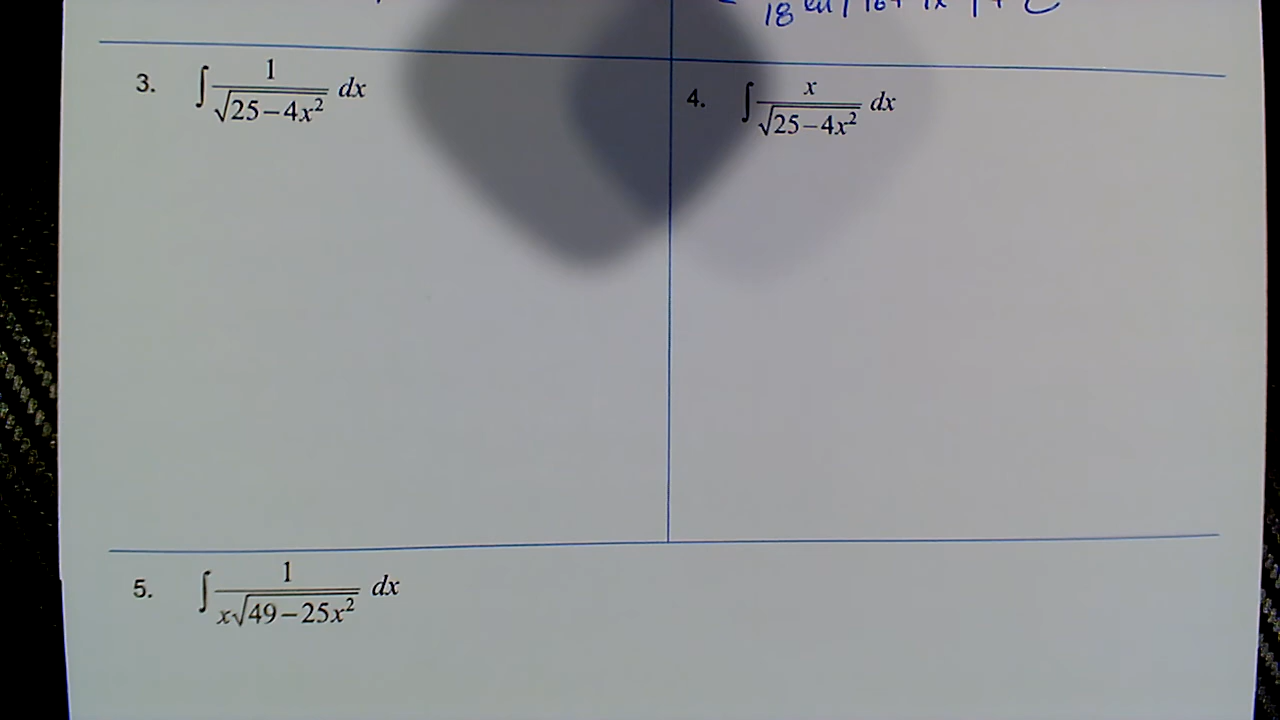 3. ∫ 1/√(25−4x²) dx
4. ∫ x/√(25−4x²) dx
5. ∫ 1/(x√(49−25x²)) dx